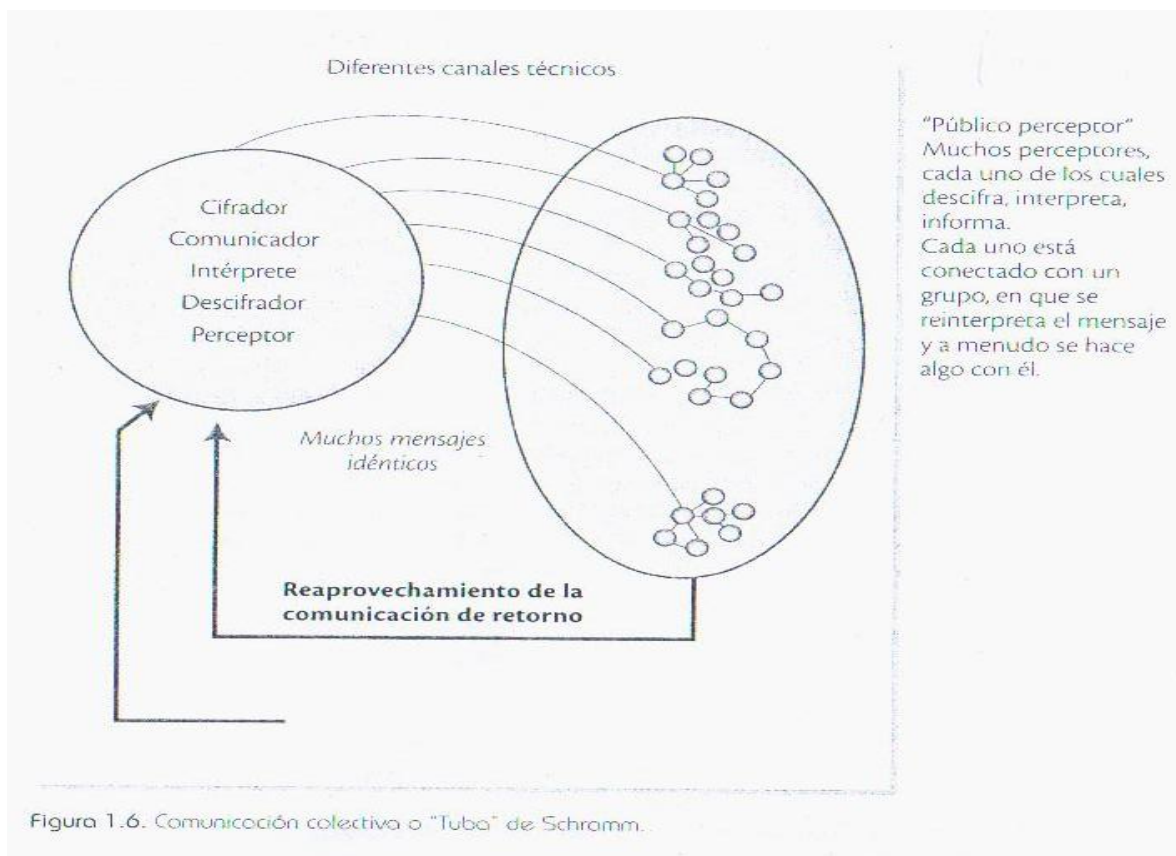 Diferentes canales técnicos
Cifrador
Comunicador
Intérprete
Descifrador
Perceptor
"Público perceptor"
Muchos perceptores,
cada uno de los cuales
descifra, interpreta,
informa.
Cada uno está
conectado con un
grupo, en que se
reinterpreta el mensaje
y a menudo se hace
algo con él.
Muchos mensajes
idénticos
Reaprovechamiento de la
comunicación de retorno
Figura 1.6. Comunicación colectiva o "Tuba" de Schramm.